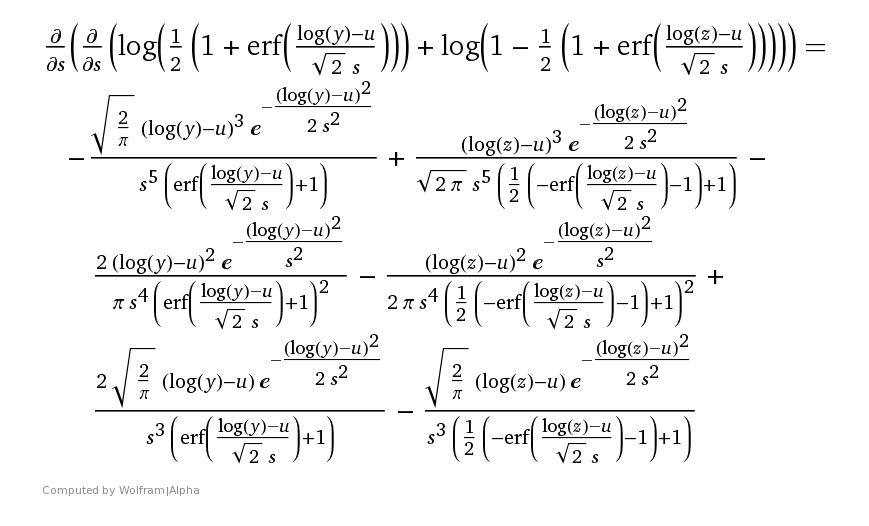 ∂/∂s(∂/∂s(log(1/2 (1 + erf((log(y)−u)/(√2 s)))) + log(1 − 1/2 (1 + erf((log(z)−u)/(√2 s)))))) =
− (√(2/π) (log(y)−u)^3 e^(−(log(y)−u)^2/(2 s^2)))/(s^5 (erf((log(y)−u)/(√2 s))+1)) + ((log(z)−u)^3 e^(−(log(z)−u)^2/(2 s^2)))/(√(2 π) s^5 (1/2 (−erf((log(z)−u)/(√2 s))−1)+1)) −
(2 (log(y)−u)^2 e^(−(log(y)−u)^2/s^2))/(π s^4 (erf((log(y)−u)/(√2 s))+1)^2) − ((log(z)−u)^2 e^(−(log(z)−u)^2/s^2))/(2 π s^4 (1/2 (−erf((log(z)−u)/(√2 s))−1)+1)^2) +
(2 √(2/π) (log(y)−u) e^(−(log(y)−u)^2/(2 s^2)))/(s^3 (erf((log(y)−u)/(√2 s))+1)) − (√(2/π) (log(z)−u) e^(−(log(z)−u)^2/(2 s^2)))/(s^3 (1/2 (−erf((log(z)−u)/(√2 s))−1)+1))
Computed by Wolfram|Alpha